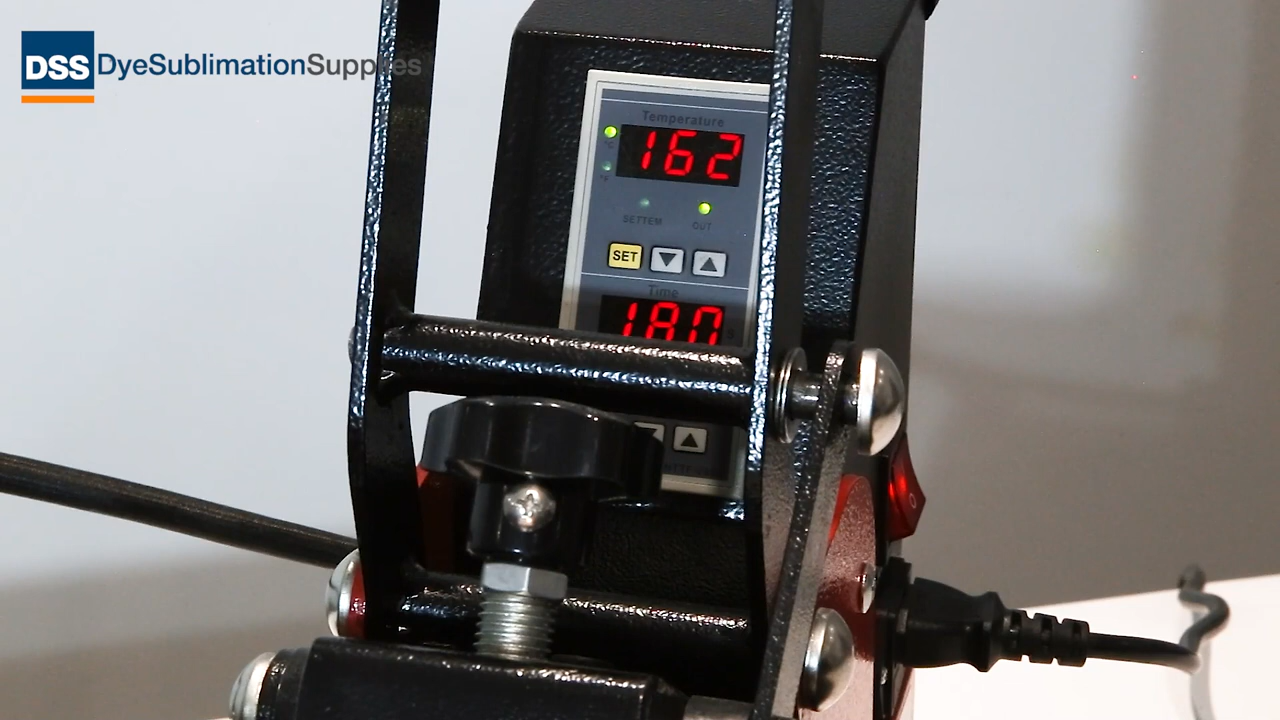 DSS DyeSublimationSupplies
Temperature
°C
162
°F
SETTEM OUT
SET
Time
180